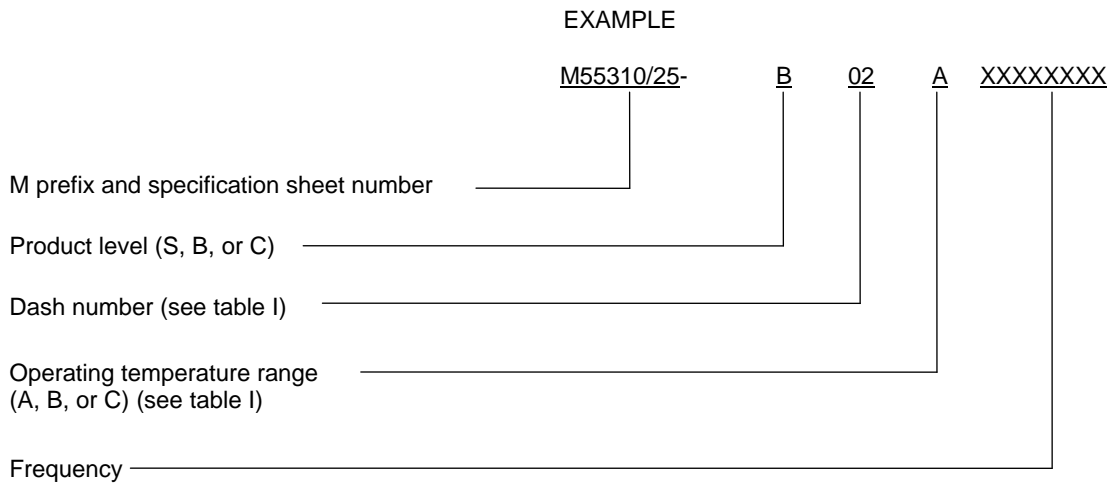 EXAMPLE
M55310/25- B 02 A XXXXXXXX
M prefix and specification sheet number
Product level (S, B, or C)
Dash number (see table I)
Operating temperature range
(A, B, or C) (see table I)
Frequency